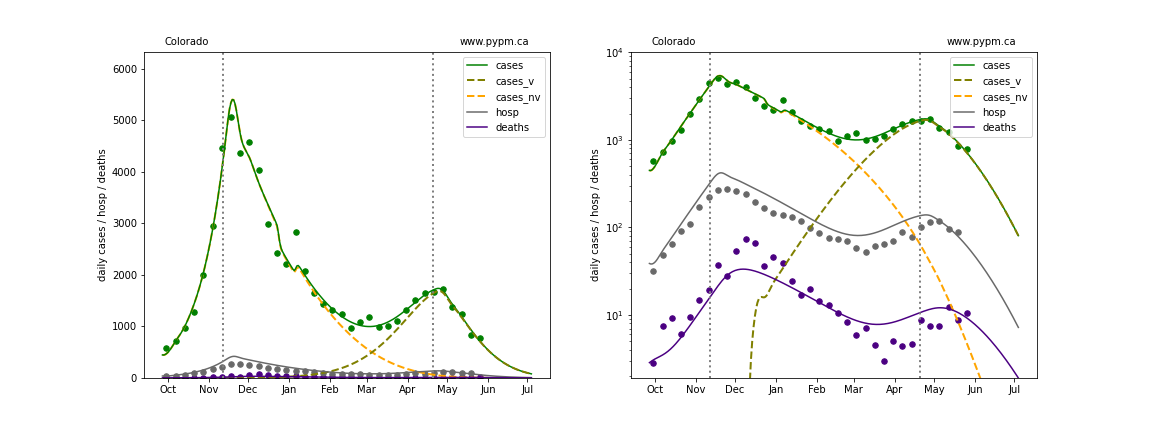 Colorado
www.pypm.ca
daily cases / hosp / deaths
6000
5000
4000
3000
2000
1000
0
Oct
Nov
Dec
Jan
Feb
Mar
Apr
May
Jun
Jul
cases
cases_v
cases_nv
hosp
deaths
Colorado
www.pypm.ca
daily cases / hosp / deaths
10⁴
10³
10²
10¹
Oct
Nov
Dec
Jan
Feb
Mar
Apr
May
Jun
Jul
cases
cases_v
cases_nv
hosp
deaths